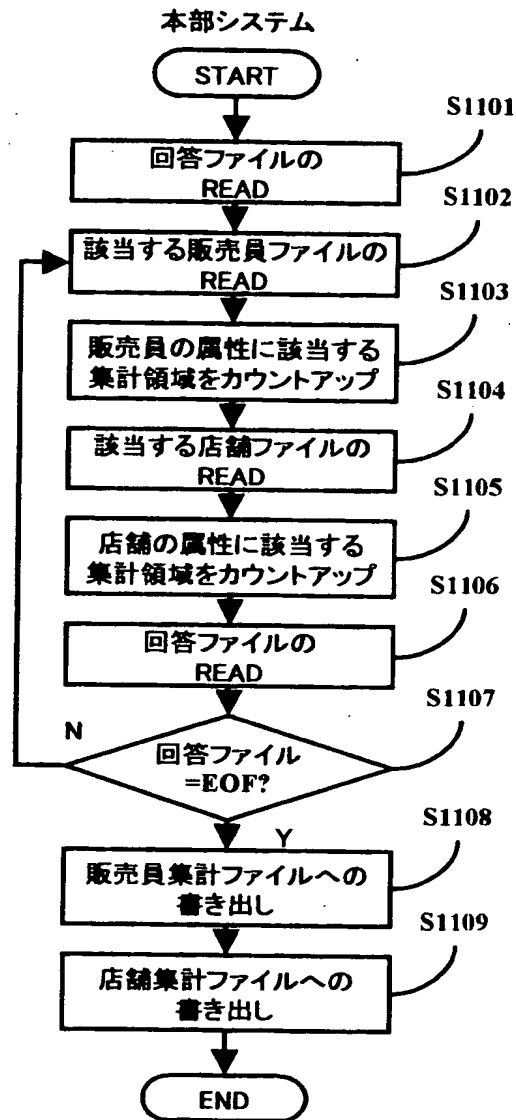 本部システム
START
S1101
回答ファイルの
READ
S1102
該当する販売員ファイルの
READ
S1103
販売員の属性に該当する
集計領域をカウントアップ
S1104
該当する店舗ファイルの
READ
S1105
店舗の属性に該当する
集計領域をカウントアップ
S1106
回答ファイルの
READ
S1107
N
回答ファイル
=EOF?
Y
S1108
販売員集計ファイルへの
書き出し
S1109
店舗集計ファイルへの
書き出し
END